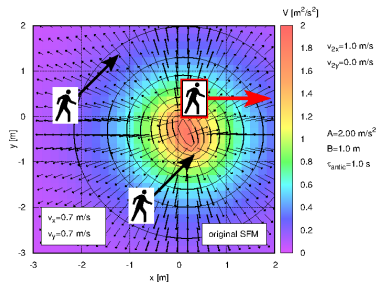 V [m²/s²]
2
1
0
-1
-2
-3
y [m]
-3
-2
-1
0
1
2
x [m]
2
1.8
1.6
1.4
1.2
1
0.8
0.6
0.4
0.2
0
v2x=1.0 m/s
v2y=0.0 m/s
A=2.00 m/s²
B=1.0 m
τantic=1.0 s
vx=0.7 m/s
vy=0.7 m/s
original SFM